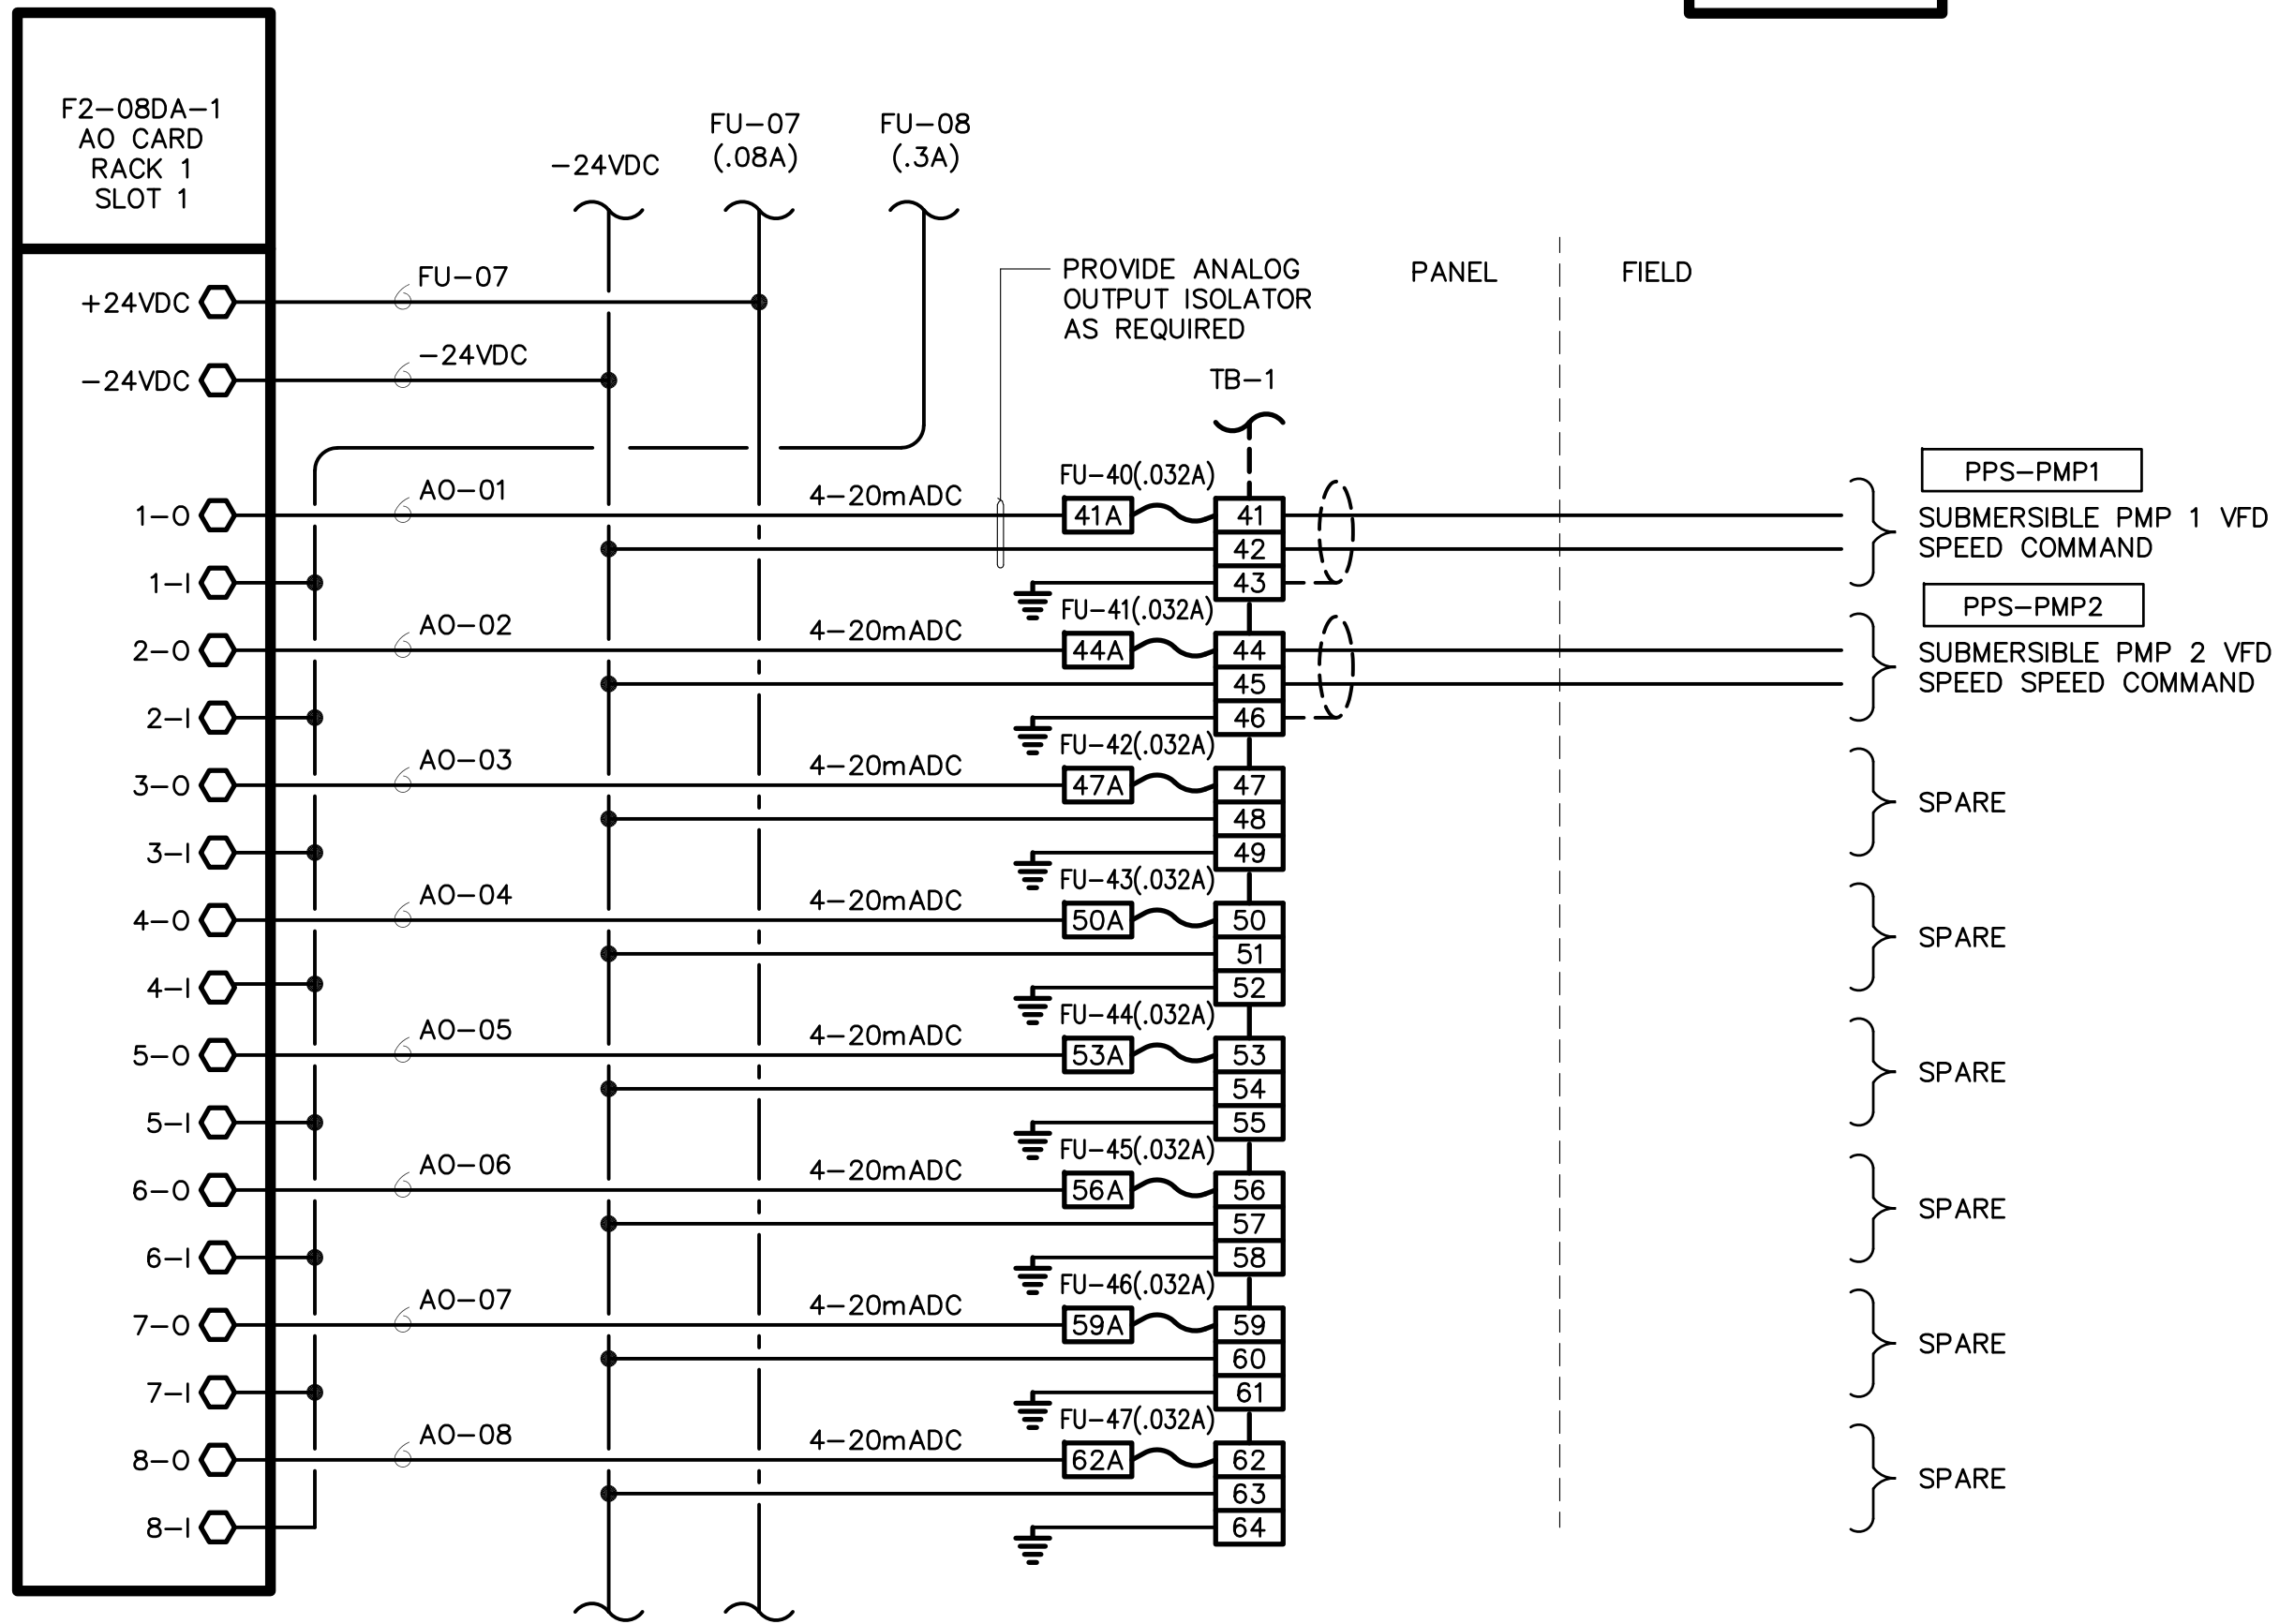 F2-08DA-1
AO CARD
RACK 1
SLOT 1
-24VDC
FU-07
(.08A)
FU-08
(.3A)
PROVIDE ANALOG
OUTPUT ISOLATOR
AS REQUIRED
PANEL
FIELD
TB-1
+24VDC
FU-07
-24VDC
-24VDC
1-O
AO-01
4-20mADC
FU-40(.032A)
41A
41
42
43
PPS-PMP1
SUBMERSIBLE PMP 1 VFD
SPEED COMMAND
1-I
2-O
AO-02
4-20mADC
FU-41(.032A)
44A
44
45
46
PPS-PMP2
SUBMERSIBLE PMP 2 VFD
SPEED SPEED COMMAND
2-I
3-O
AO-03
4-20mADC
FU-42(.032A)
47A
47
48
49
SPARE
3-I
4-O
AO-04
4-20mADC
FU-43(.032A)
50A
50
51
52
SPARE
4-I
5-O
AO-05
4-20mADC
FU-44(.032A)
53A
53
54
55
SPARE
5-I
6-O
AO-06
4-20mADC
FU-45(.032A)
56A
56
57
58
SPARE
6-I
7-O
AO-07
4-20mADC
FU-46(.032A)
59A
59
60
61
SPARE
7-I
8-O
AO-08
4-20mADC
FU-47(.032A)
62A
62
63
64
SPARE
8-I